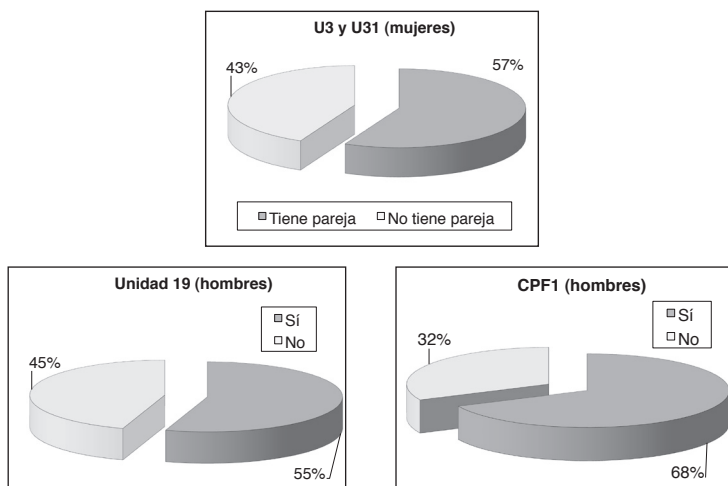 U3 y U31 (mujeres)
43%
57%
Tiene pareja No tiene pareja
Unidad 19 (hombres)
Sí
No
45%
55%
CPF1 (hombres)
Sí
No
32%
68%